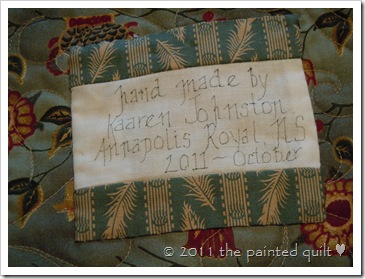 hand made by
Kaaren Johnston
Annapolis Royal NS
2011 ~ October
© 2011 the painted quilt ♥